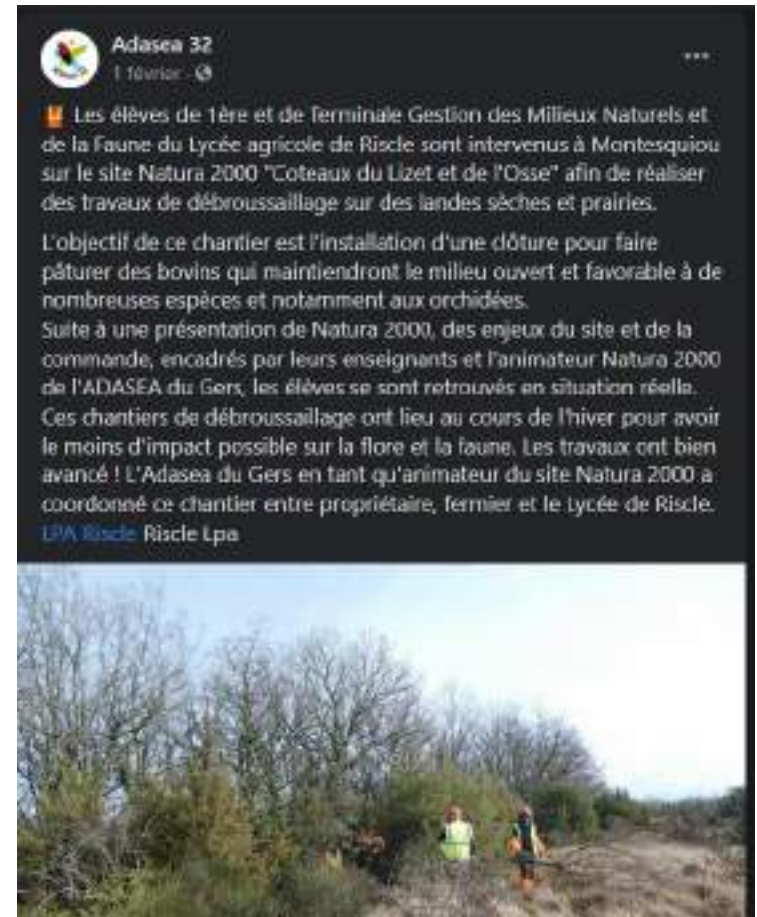 Adasea 32
1 février
Les élèves de 1ère et de Terminale Gestion des Milieux Naturels et
de la Faune du Lycée agricole de Riscle sont intervenus à Montesquiou
sur le site Natura 2000 "Coteaux du Lizet et de l'Osse" afin de réaliser
des travaux de débroussaillage sur des landes sèches et prairies.
L'objectif de ce chantier est l'installation d'une clôture pour faire
pâturer des bovins qui maintiendront le milieu ouvert et favorable à de
nombreuses espèces et notamment aux orchidées.
Suite à une présentation de Natura 2000, des enjeux du site et de la
commande, encadrés par leurs enseignants et l'animateur Natura 2000
de l'ADASEA du Gers, les élèves se sont retrouvés en situation réelle.
Ces chantiers de débroussaillage ont lieu au cours de l'hiver pour avoir
le moins d'impact possible sur la flore et la faune. Les travaux ont bien
avancé ! L'Adasea du Gers en tant qu'animateur du site Natura 2000 a
coordonné ce chantier entre propriétaire, fermier et le Lycée de Riscle.
LPA Riscle Riscle Lpa